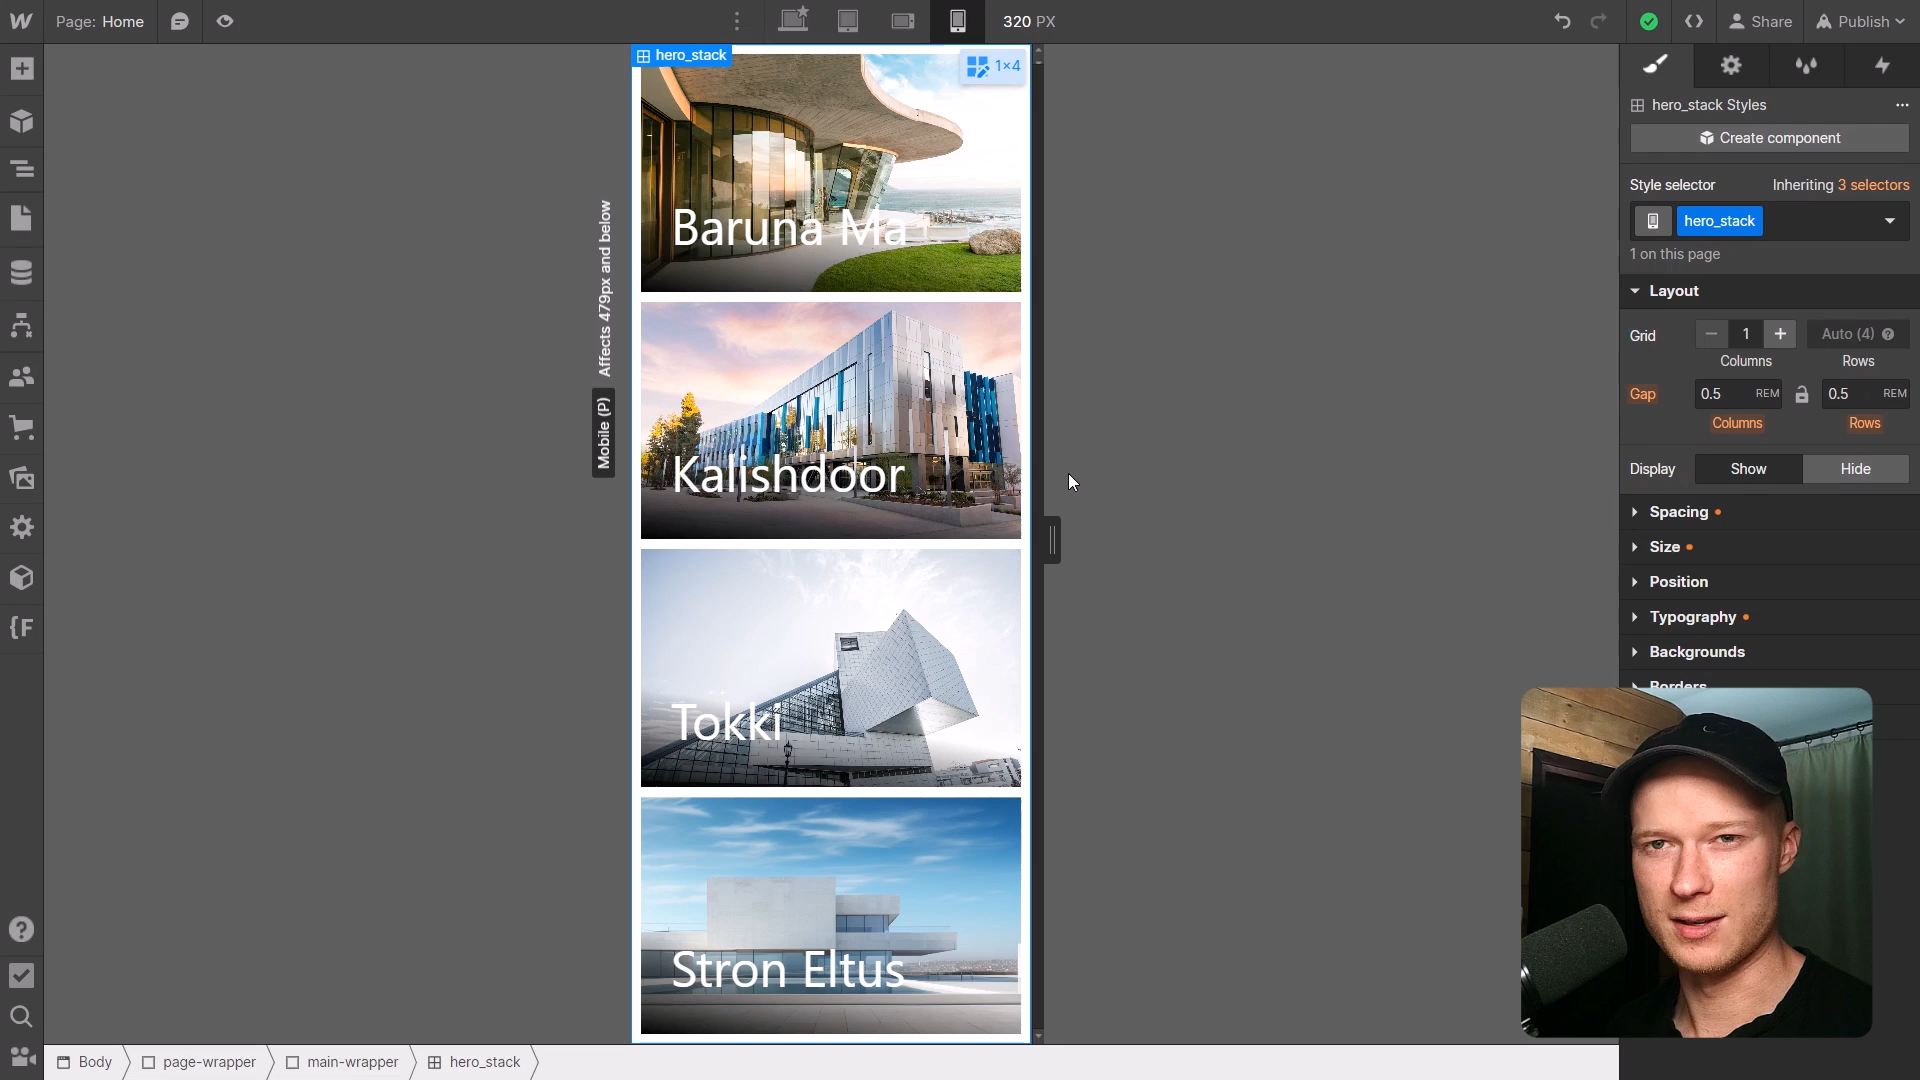 Page: Home
320 PX
Share
Publish
hero_stack
1×4
hero_stack Styles
Create component
Style selector
Inheriting 3 selectors
hero_stack
1 on this page
Layout
Grid
1
Auto (4)
Columns
Rows
Gap
0.5 REM
0.5 REM
Columns
Rows
Display
Show
Hide
Spacing
Size
Position
Typography
Backgrounds
Borders
Affects 479px and below
Mobile (P)
Baruna Ma1
Kalishdoor
Tokki
Stron Eltus
Body
page-wrapper
main-wrapper
hero_stack